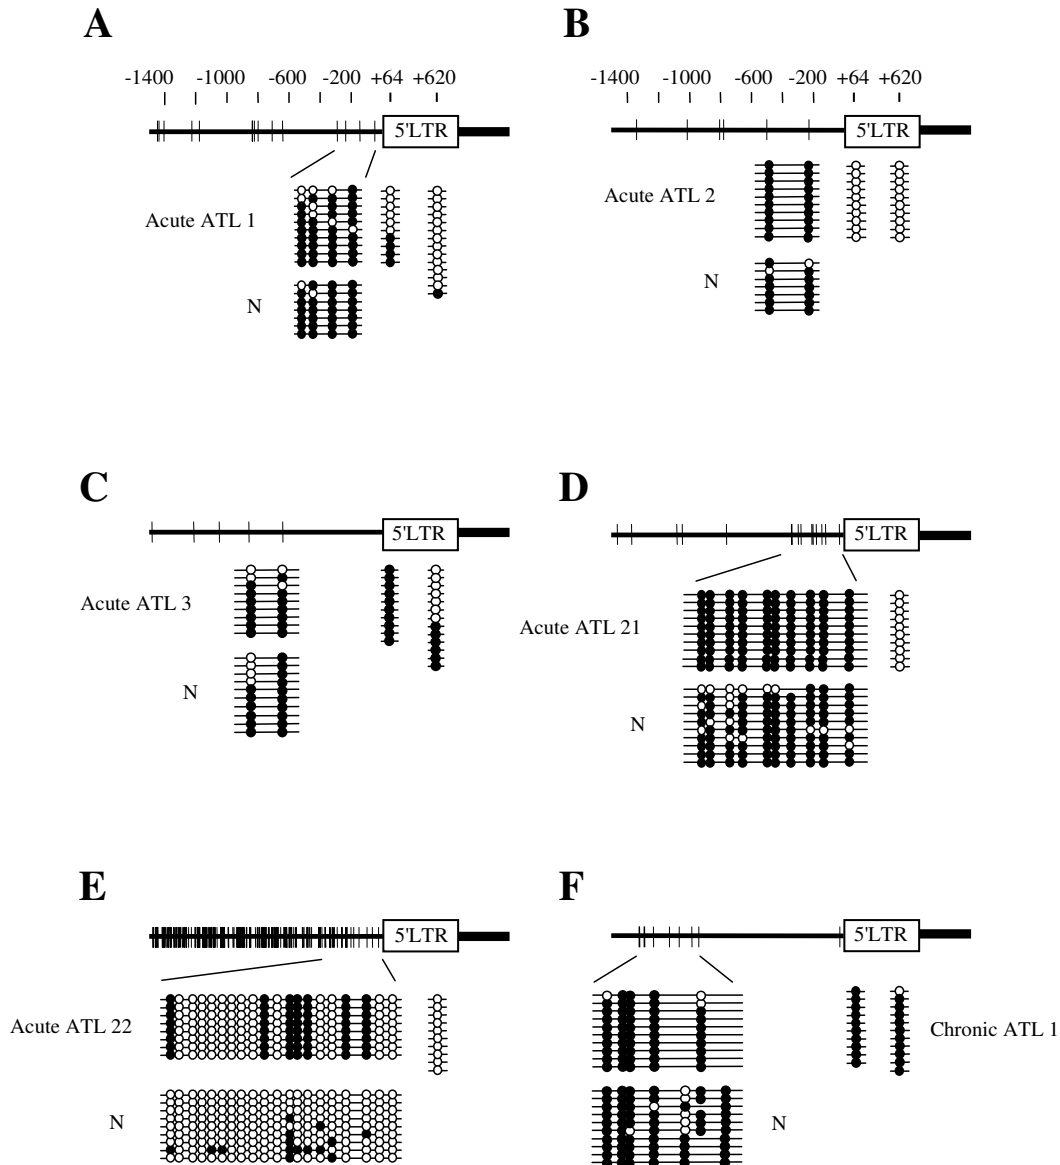 A
B
-1400 -1000 -600 -200 +64 +620
-1400 -1000 -600 -200 +64 +620
5'LTR
5'LTR
Acute ATL 1
Acute ATL 2
N
N
C
D
5'LTR
5'LTR
Acute ATL 3
Acute ATL 21
N
N
E
F
5'LTR
5'LTR
Acute ATL 22
Chronic ATL 1
N
N